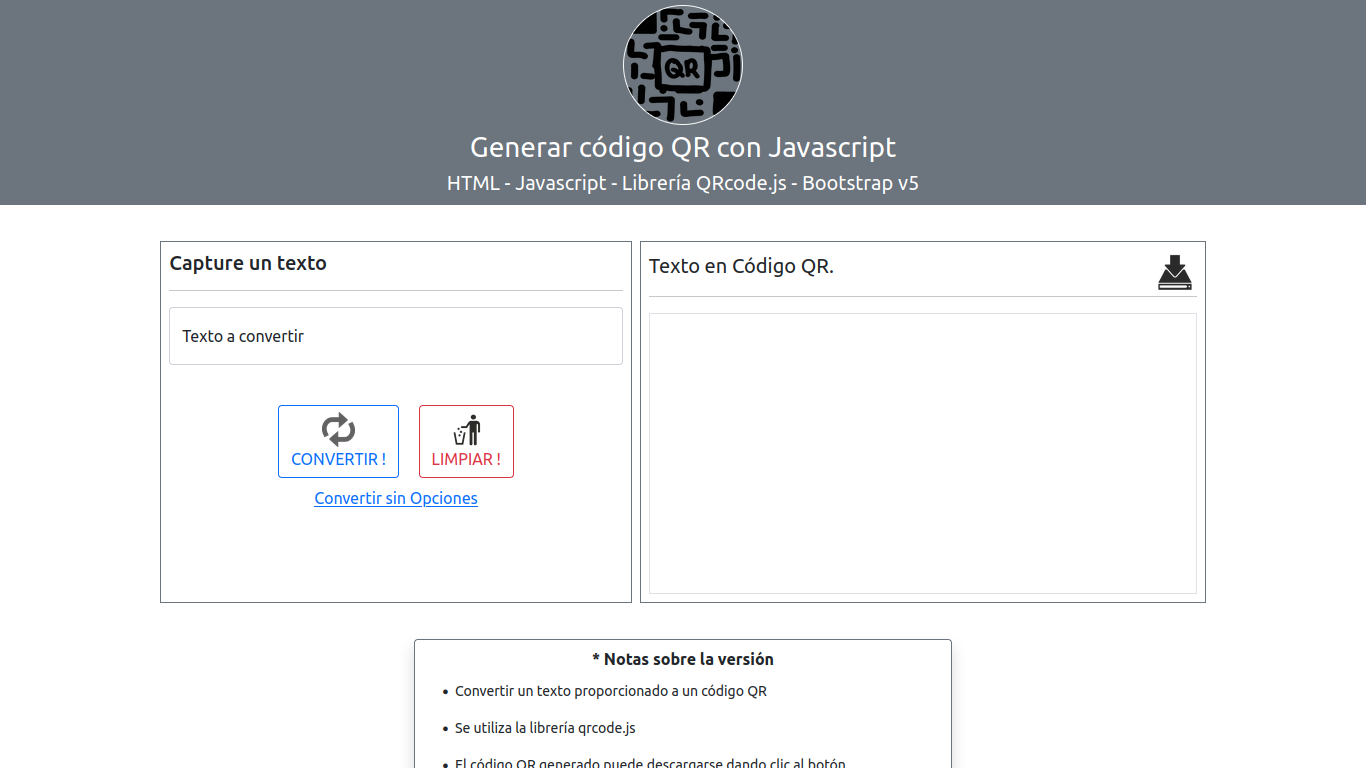 QR
Generar código QR con Javascript
HTML - Javascript - Librería QRcode.js - Bootstrap v5
Capture un texto
Texto a convertir
CONVERTIR !
LIMPIAR !
Convertir sin Opciones
Texto en Código QR.
* Notas sobre la versión
Convertir un texto proporcionado a un código QR
Se utiliza la librería qrcode.js
El código QR generado puede descargarse dando clic al botón